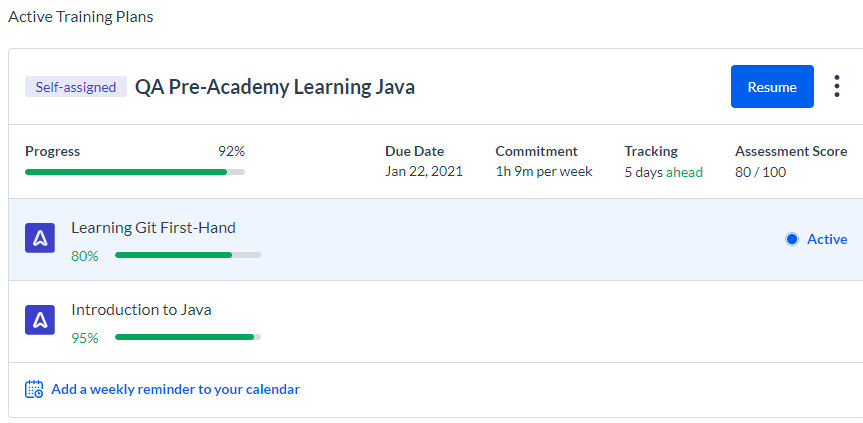 Active Training Plans
Self-assigned QA Pre-Academy Learning Java Resume
Progress 92% Due Date Commitment Tracking Assessment Score
Jan 22, 2021 1h 9m per week 5 days ahead 80 / 100
Learning Git First-Hand
80% Active
Introduction to Java
95%
Add a weekly reminder to your calendar